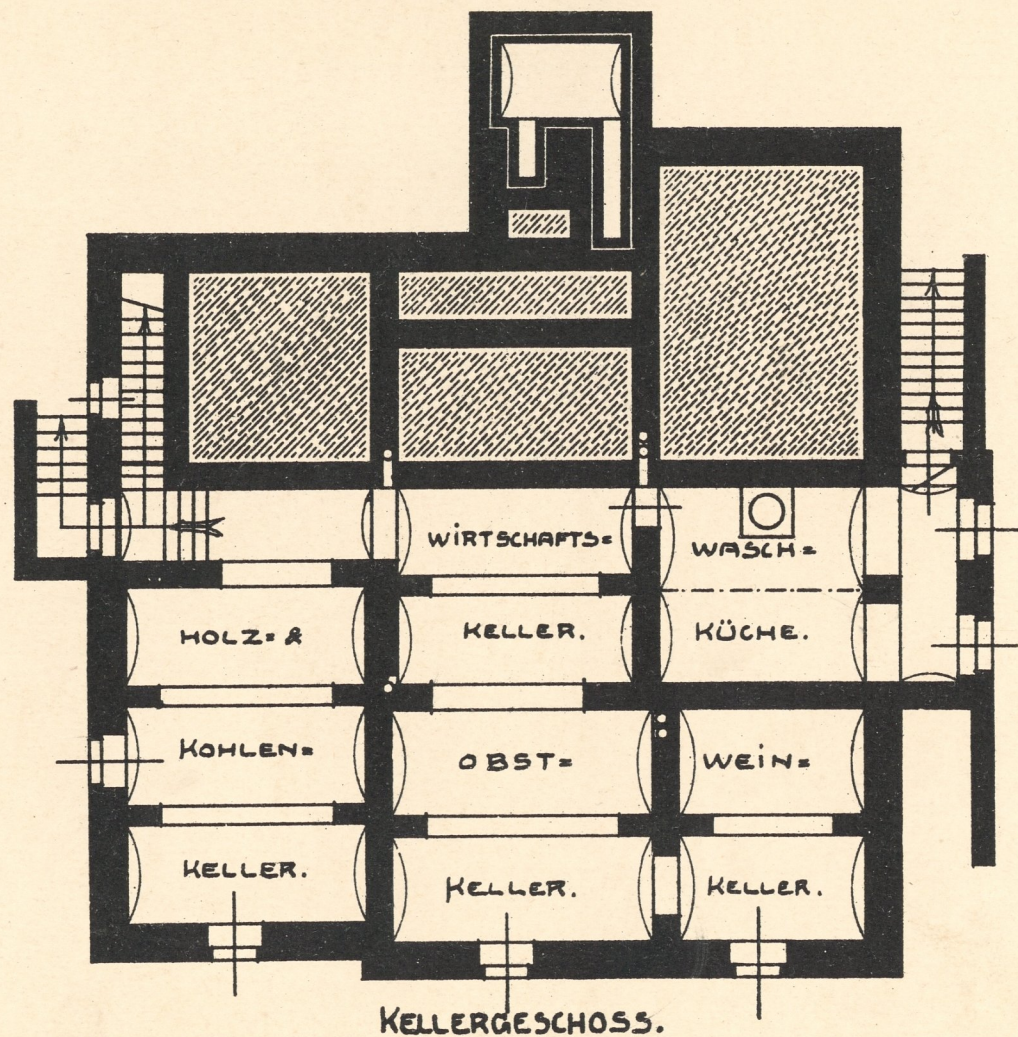 WIRTSCHAFTS=
KELLER.
WASCH=
KÜCHE.
HOLZ= &
KOHLEN=
KELLER.
OBST=
KELLER.
WEIN=
KELLER.
KELLERGESCHOSS.